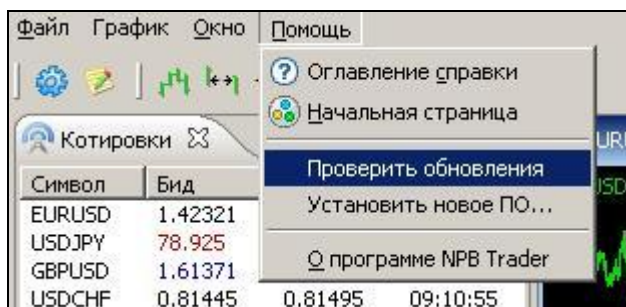 Файл График Окно Помощь
Оглавление справки
Начальная страница
Проверить обновления
Установить новое ПО...
О программе NPB Trader
Котировки
Символ Бид
EURUSD 1.42321
USDJPY 78.925
GBPUSD 1.61371
USDCHF 0.81445 0.81495 09:10:55